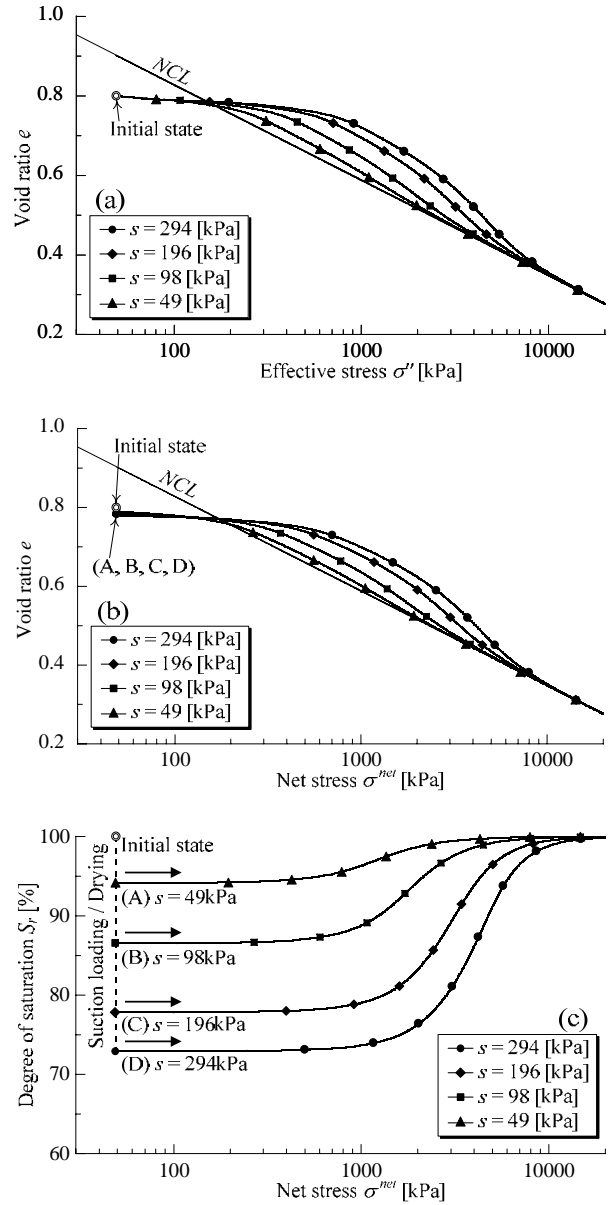 1.0
0.8
0.6
0.4
0.2
Void ratio e
NCL
Initial state
(a)
s = 294 [kPa]
s = 196 [kPa]
s = 98 [kPa]
s = 49 [kPa]
100
1000
10000
Effective stress σ'' [kPa]
1.0
0.8
0.6
0.4
0.2
Void ratio e
Initial state
NCL
(A, B, C, D)
(b)
s = 294 [kPa]
s = 196 [kPa]
s = 98 [kPa]
s = 49 [kPa]
100
1000
10000
Net stress σ^net [kPa]
100
90
80
70
60
Degree of saturation S_r [%]
Suction loading / Drying
Initial state
(A) s = 49kPa
(B) s = 98kPa
(C) s = 196kPa
(D) s = 294kPa
(c)
s = 294 [kPa]
s = 196 [kPa]
s = 98 [kPa]
s = 49 [kPa]
100
1000
10000
Net stress σ^net [kPa]